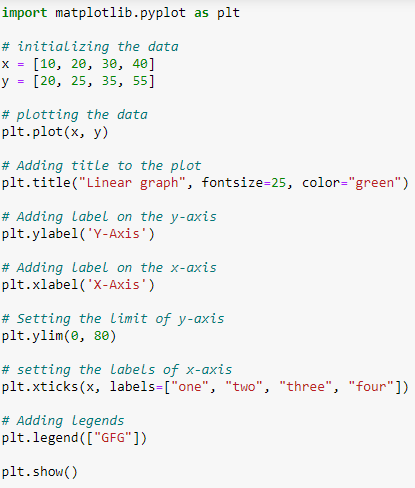 import matplotlib.pyplot as plt
# initializing the data
x = [10, 20, 30, 40]
y = [20, 25, 35, 55]
# plotting the data
plt.plot(x, y)
# Adding title to the plot
plt.title("Linear graph", fontsize=25, color="green")
# Adding label on the y-axis
plt.ylabel('Y-Axis')
# Adding label on the x-axis
plt.xlabel('X-Axis')
# Setting the limit of y-axis
plt.ylim(0, 80)
# setting the labels of x-axis
plt.xticks(x, labels=["one", "two", "three", "four"])
# Adding legends
plt.legend(["GFG"])
plt.show()